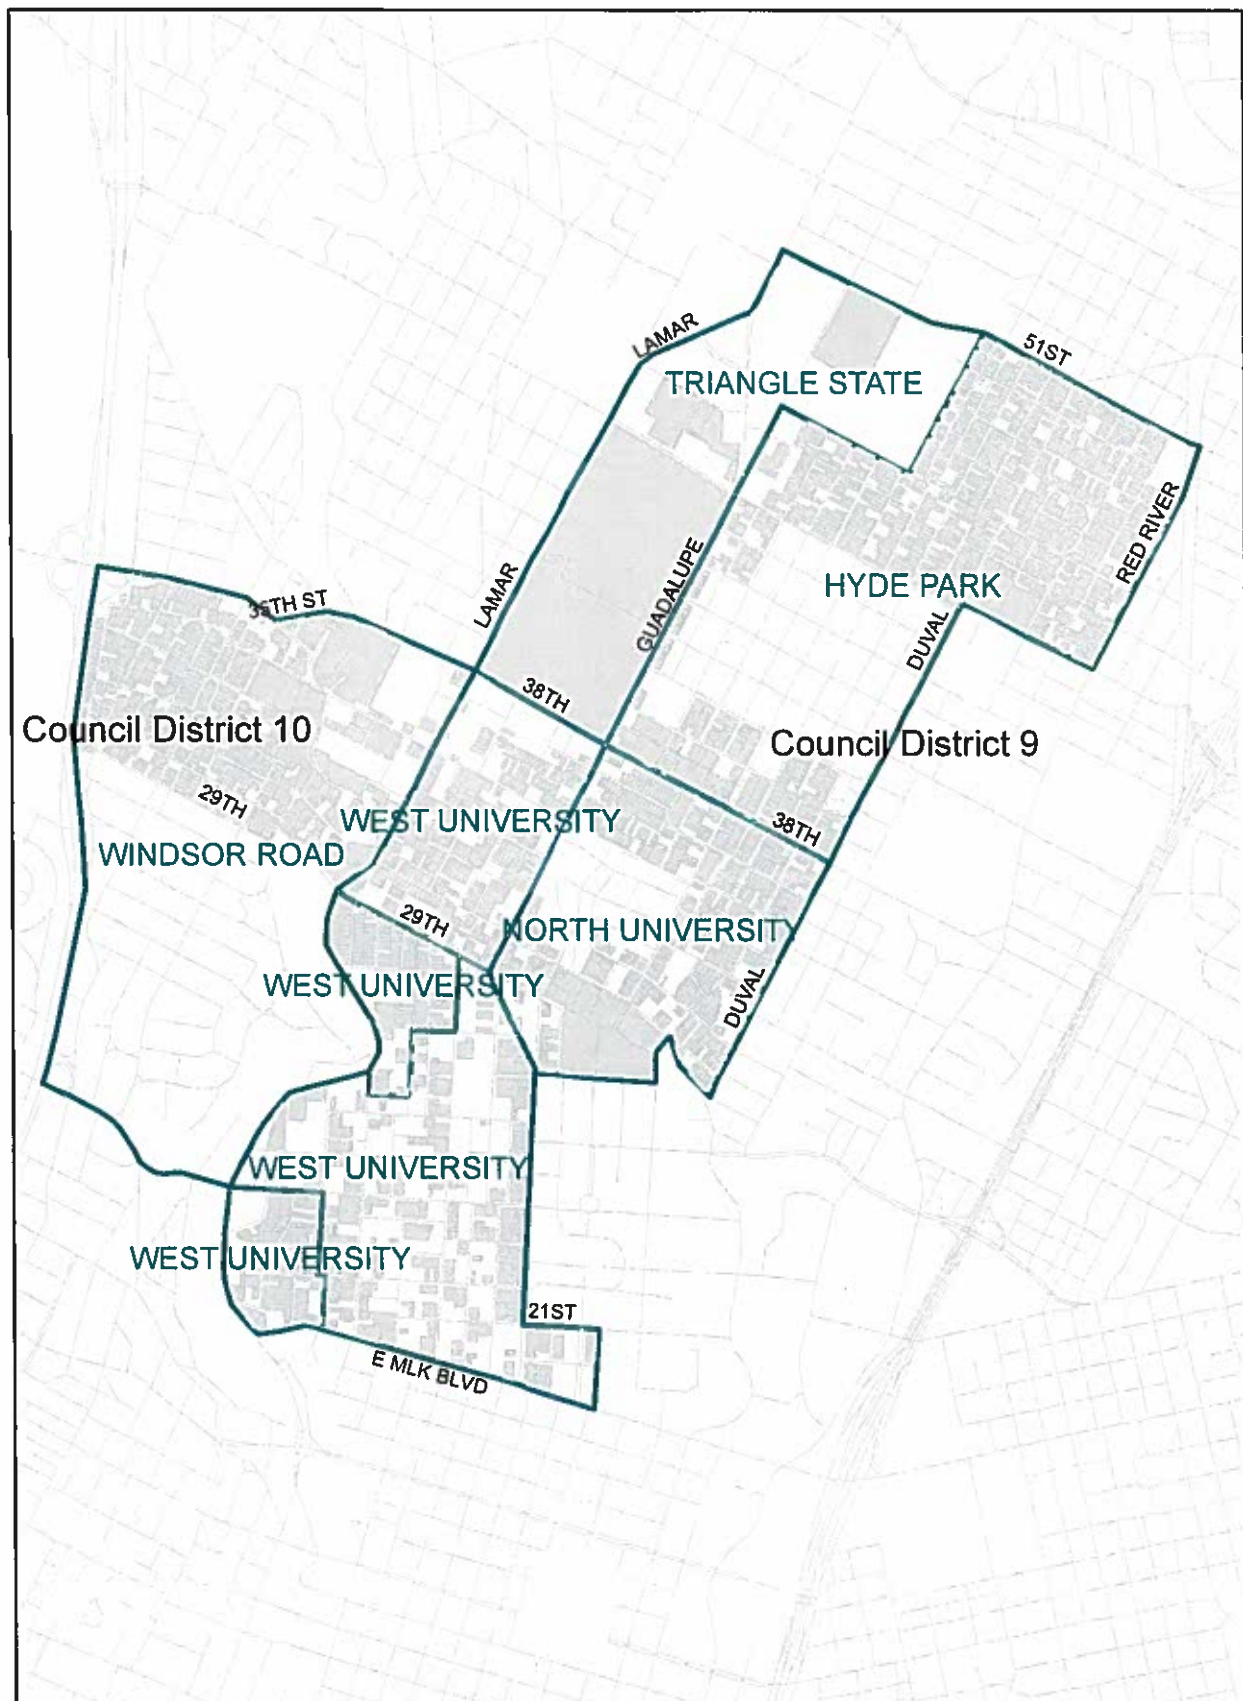 LAMAR
51ST
TRIANGLE STATE
RED RIVER
GUADALUPE
LAMAR
HYDE PARK
35TH ST
DUVAL
38TH
Council District 10
Council District 9
29TH
WEST UNIVERSITY
38TH
WINDSOR ROAD
29TH
NORTH UNIVERSITY
WEST UNIVERSITY
DUVAL
WEST UNIVERSITY
WEST UNIVERSITY
21ST
E MLK BLVD